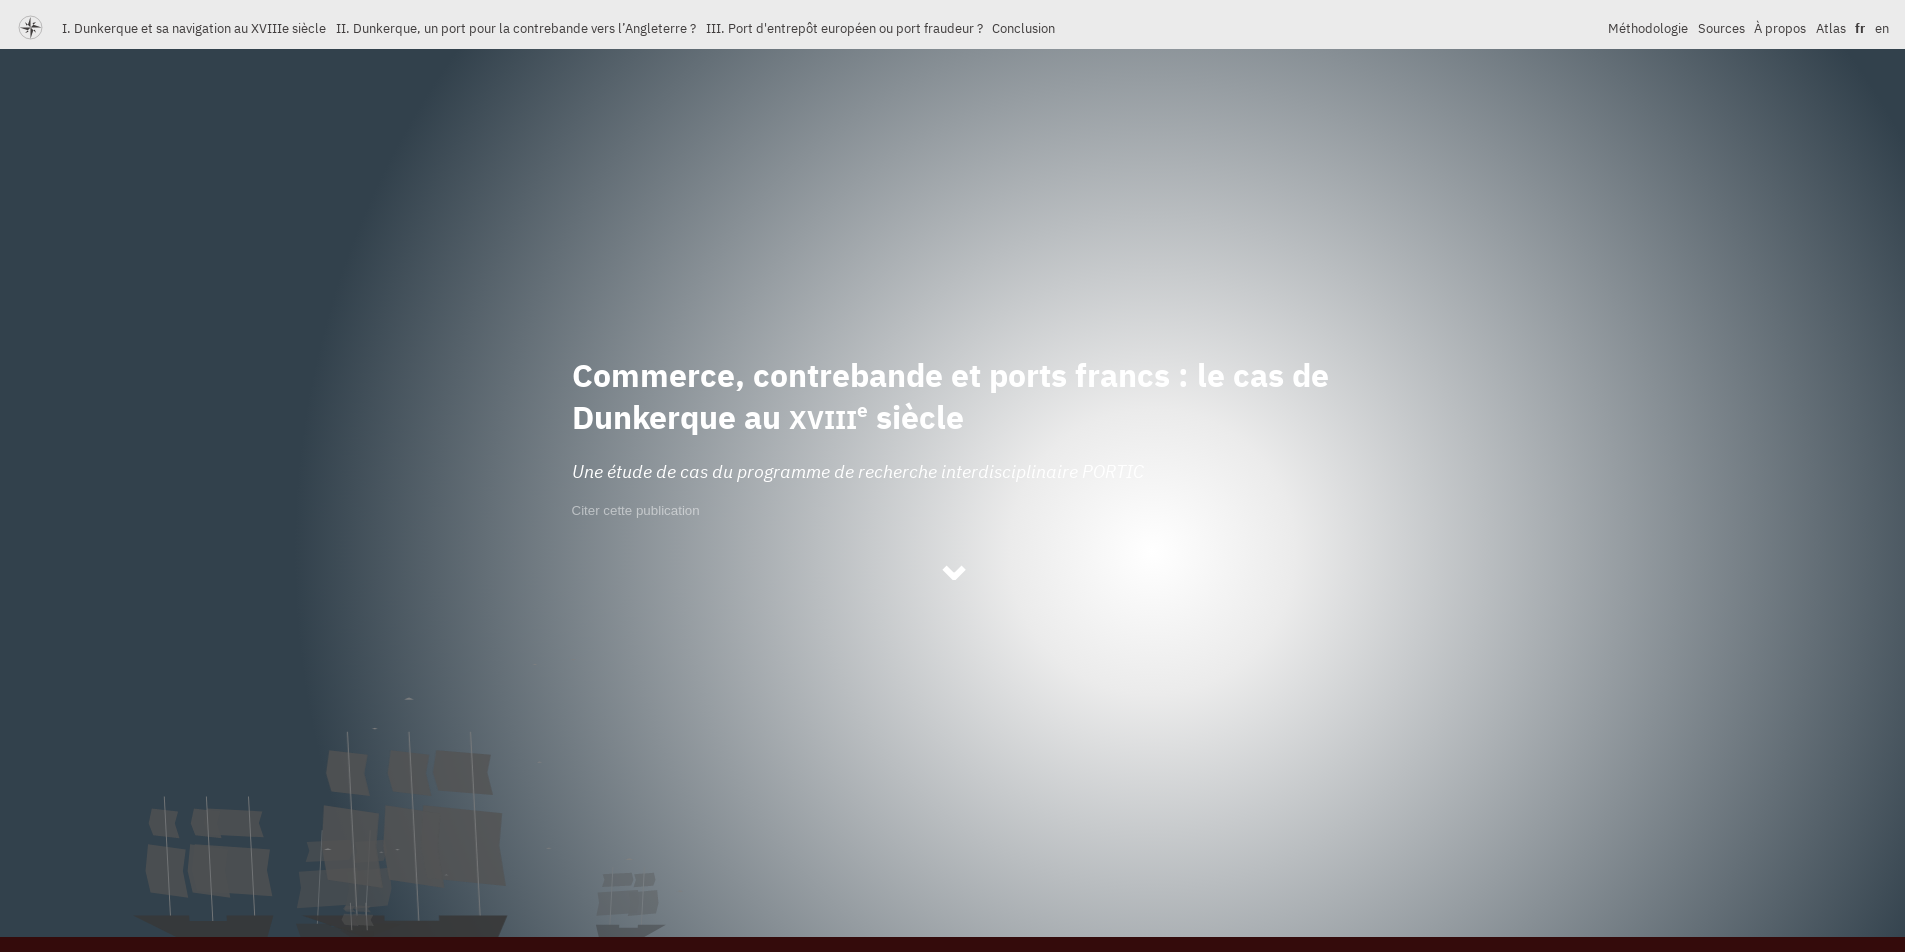 I. Dunkerque et sa navigation au XVIIIe siècle II. Dunkerque, un port pour la contrebande vers l’Angleterre ? III. Port d'entrepôt européen ou port fraudeur ? Conclusion Méthodologie Sources À propos Atlas fr en
Commerce, contrebande et ports francs : le cas de
Dunkerque au XVIIIe siècle
Une étude de cas du programme de recherche interdisciplinaire PORTIC
Citer cette publication